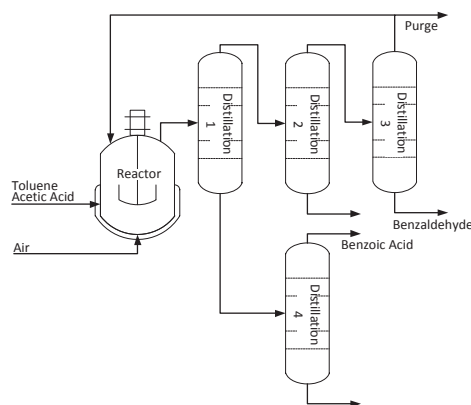 Purge
Distillation
1
Distillation
2
Distillation
3
Reactor
Toluene
Acetic Acid
Air
Benzaldehyde
Benzoic Acid
Distillation
4